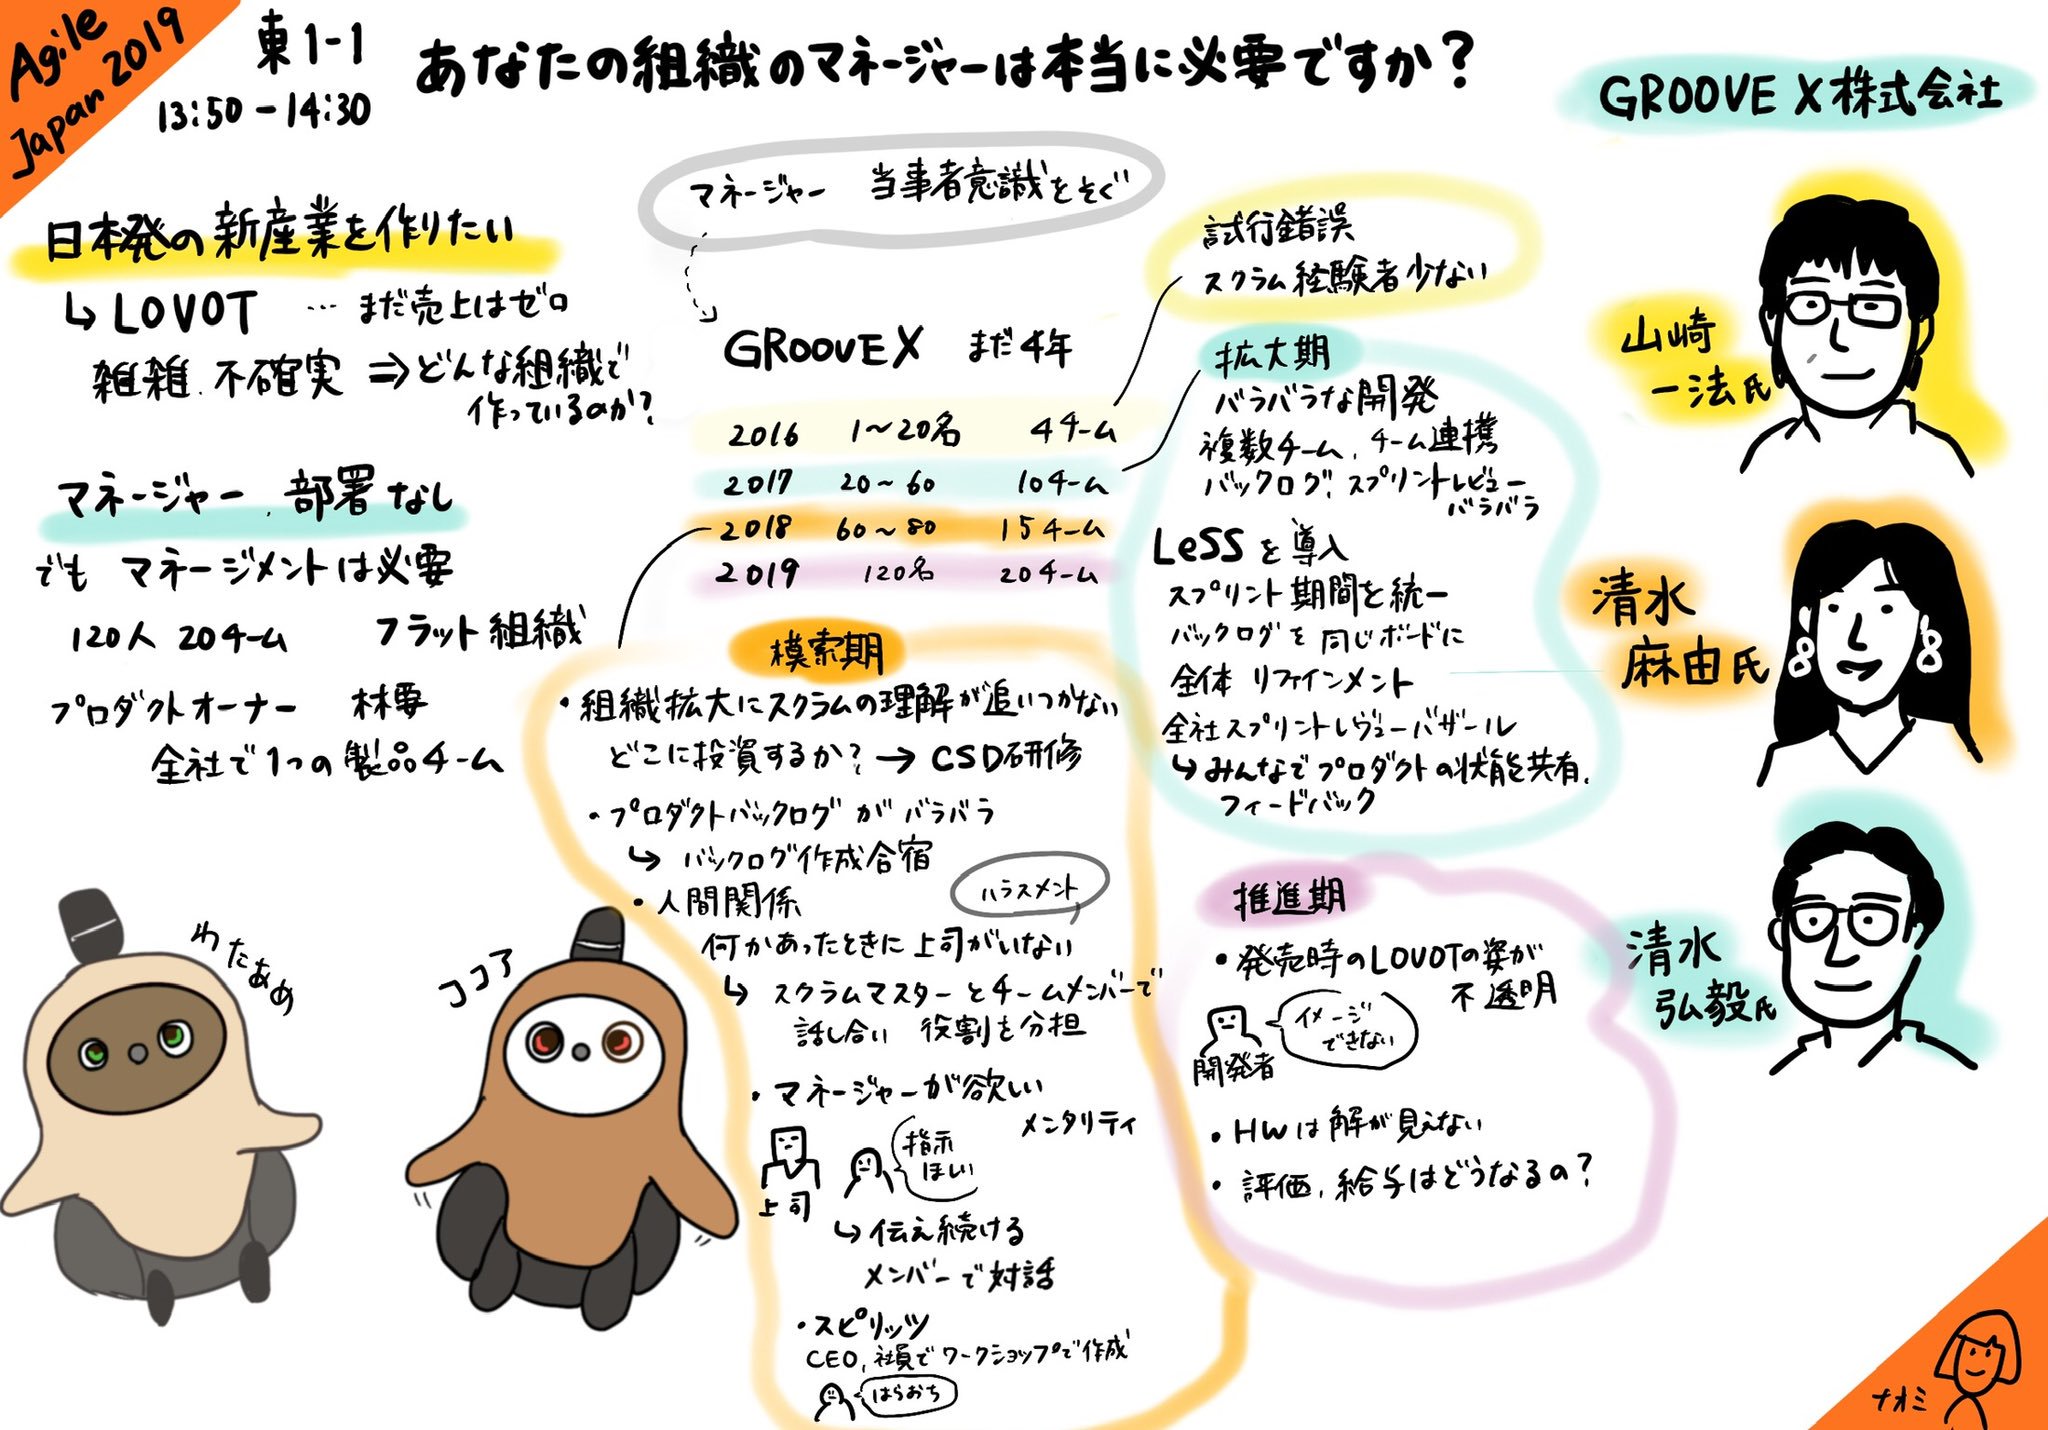 Agile
Japan 2019
東1-1
13:50-14:30
あなたの組織のマネージャーは本当に必要ですか?
GROOVE X 株式会社
日本発の新産業を作りたい
↳ LOVOT … まだ売上はゼロ
雑雑、不確実 ⇒ どんな組織で
作っているのか?
マネージャー、部署なし
でも マネージメントは必要
120人 20チーム フラット組織
プロダクトオーナー 林要
全社で1つの製品チーム
わたあめ
ココア
マネージャー 当事者意識をそぐ
GROOVE X まだ4年
2016 1〜20名 4チーム
2017 20〜60 10チーム
2018 60〜80 15チーム
2019 120名 20チーム
模索期
・組織拡大にスクラムの理解が追いつかない
どこに投資するか? → CSD研修
・プロダクトバックログがバラバラ
↳ バックログ作成合宿
・人間関係
ハラスメント
何かあったときに上司がいない
↳ スクラムマスターとチームメンバーで
話し合い 役割を分担
・マネージャーが欲しい
メンタリティ
上司
指示
ほしい
↳ 伝え続ける
メンバーで対話
・スピリッツ
CEO、社員でワークショップで作成
はらおち
試行錯誤
スクラム経験者少ない
拡大期
バラバラな開発
複数チーム、チーム連携
バックログ、スプリントレビュー
バラバラ
LeSSを導入
スプリント期間を統一
バックログを同じボードに
全体 リファインメント
全社スプリントレヴューバザール
↳ みんなでプロダクトの状態を共有、
フィードバック
推進期
・発売時のLOVOTの姿が
不透明
イメージ
できない
開発者
・HWは解が見えない
・評価、給与はどうなるの?
山崎
一法氏
清水
麻由氏
清水
弘毅氏
ナオミ